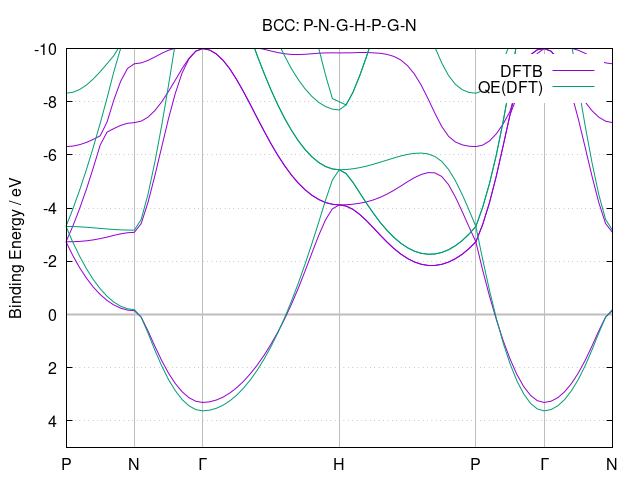 BCC: P-N-G-H-P-G-N
Binding Energy / eV
-10
-8
-6
-4
-2
0
2
4
DFTB
QE(DFT)
P N Γ H P Γ N